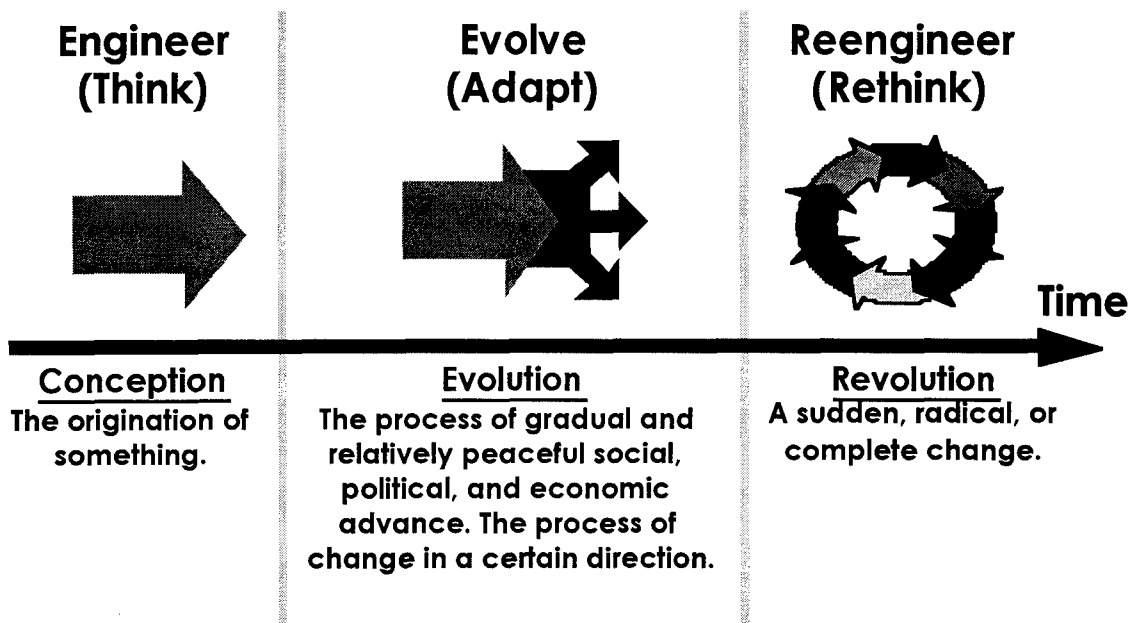 Engineer
(Think)
Evolve
(Adapt)
Reengineer
(Rethink)
Time
Conception
The origination of
something.
Evolution
The process of gradual and
relatively peaceful social,
political, and economic
advance. The process of
change in a certain direction.
Revolution
A sudden, radical, or
complete change.